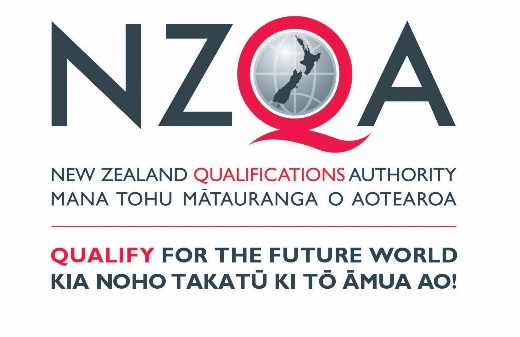 NZQA
NEW ZEALAND QUALIFICATIONS AUTHORITY
MANA TOHU MĀTAURANGA O AOTEAROA
QUALIFY FOR THE FUTURE WORLD
KIA NOHO TAKATŪ KI TŌ ĀMUA AO!